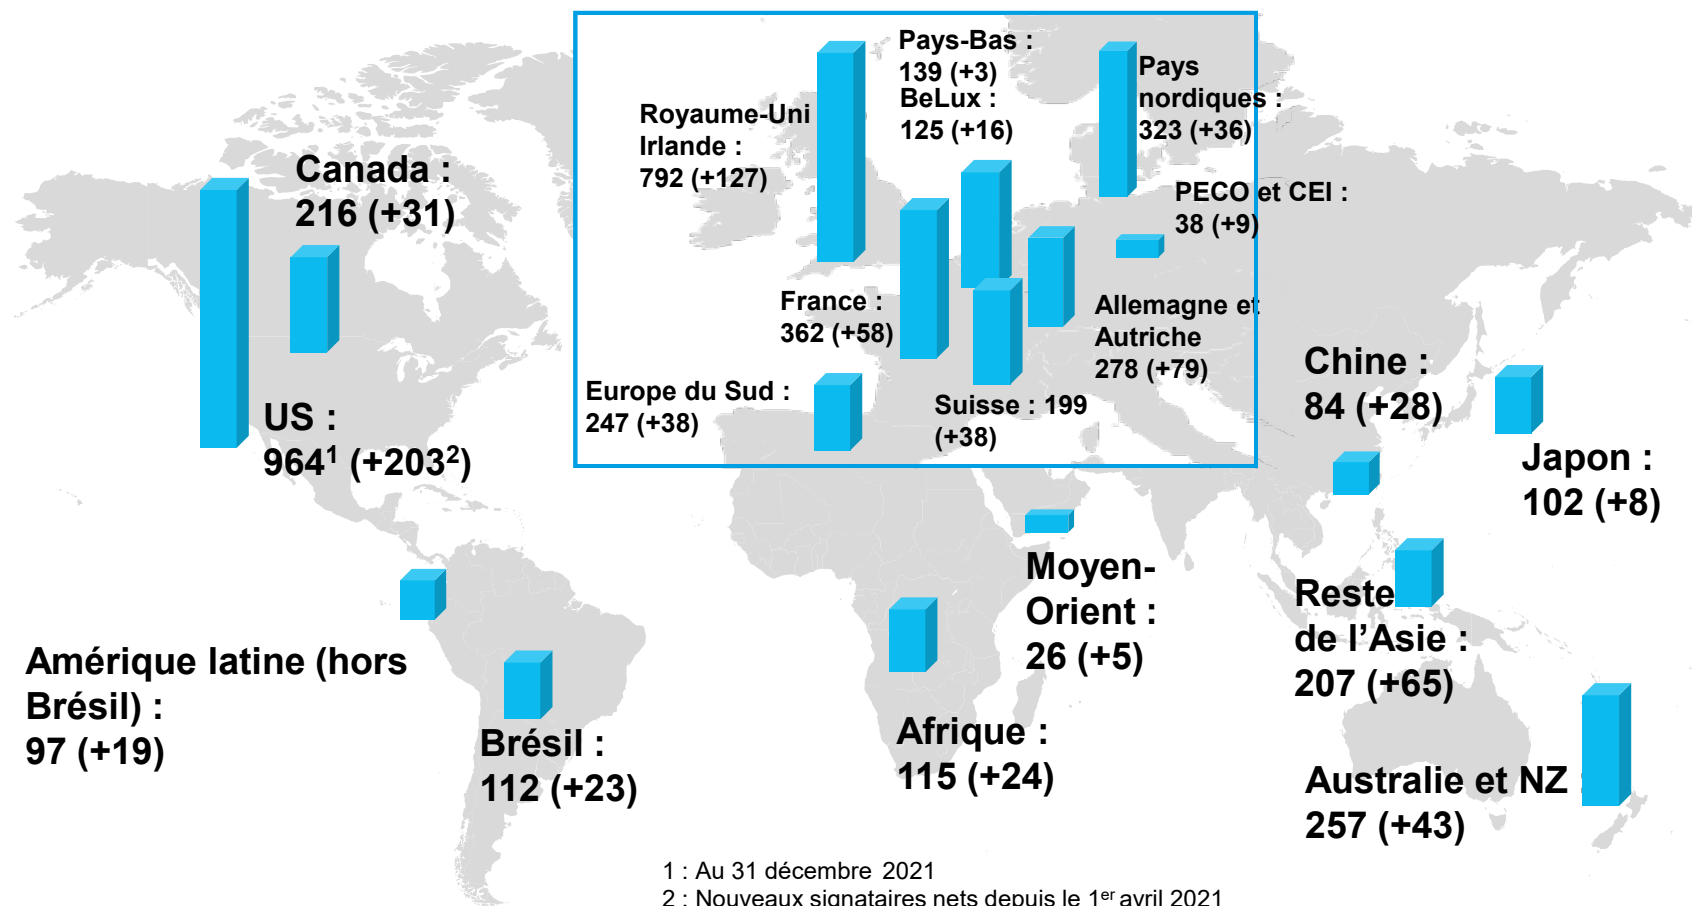 Pays-Bas :
139 (+3)
BeLux :
125 (+16)
Pays
nordiques :
323 (+36)
Royaume-Uni
Irlande :
792 (+127)
Canada :
216 (+31)
PECO et CEI :
38 (+9)
France :
362 (+58)
Allemagne et
Autriche
278 (+79)
Europe du Sud :
247 (+38)
Suisse : 199
(+38)
US :
964¹ (+203²)
Chine :
84 (+28)
Japon :
102 (+8)
Moyen-
Orient :
26 (+5)
Reste
de l’Asie :
207 (+65)
Amérique latine (hors
Brésil) :
97 (+19)
Brésil :
112 (+23)
Afrique :
115 (+24)
Australie et NZ
257 (+43)
1 : Au 31 décembre 2021
2 : Nouveaux signataires nets depuis le 1er avril 2021